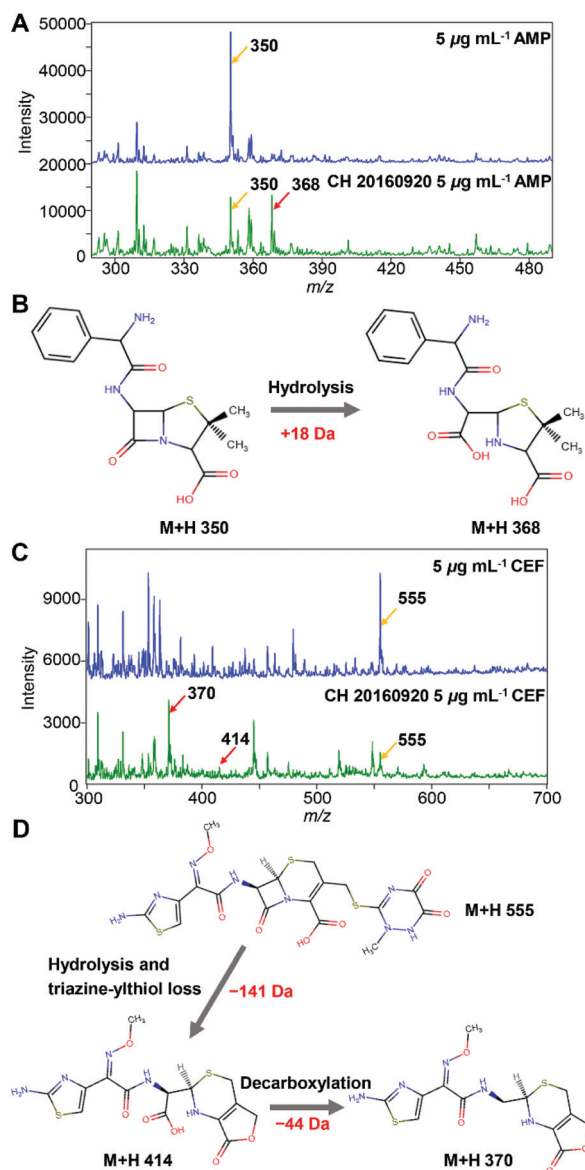 A
50000
40000
30000
20000
10000
0
Intensity
5 µg mL⁻¹ AMP
350
CH 20160920 5 µg mL⁻¹ AMP
350
368
300
330
360
390
420
450
480
m/z
B
NH₂
O
HN
S
CH₃
CH₃
O
N
O
HO
M+H 350
Hydrolysis
+18 Da
NH₂
O
HN
S
CH₃
CH₃
O
OH
HN
O
HO
M+H 368
C
9000
6000
3000
0
Intensity
5 µg mL⁻¹ CEF
555
CH 20160920 5 µg mL⁻¹ CEF
370
414
555
300
400
500
600
700
m/z
D
CH₃
O
N
H
N
H
S
N
O
O
H₂N
N
S
O
O
N
S
N
N
NH
H₃C
HO
O
M+H 555
Hydrolysis and
triazine-ylthiol loss
−141 Da
CH₃
O
N
H
N
H
S
H₂N
N
S
O
O
OH
HN
O
O
M+H 414
Decarboxylation
−44 Da
CH₃
O
N
H
N
H
S
H₂N
N
S
O
HN
O
O
M+H 370